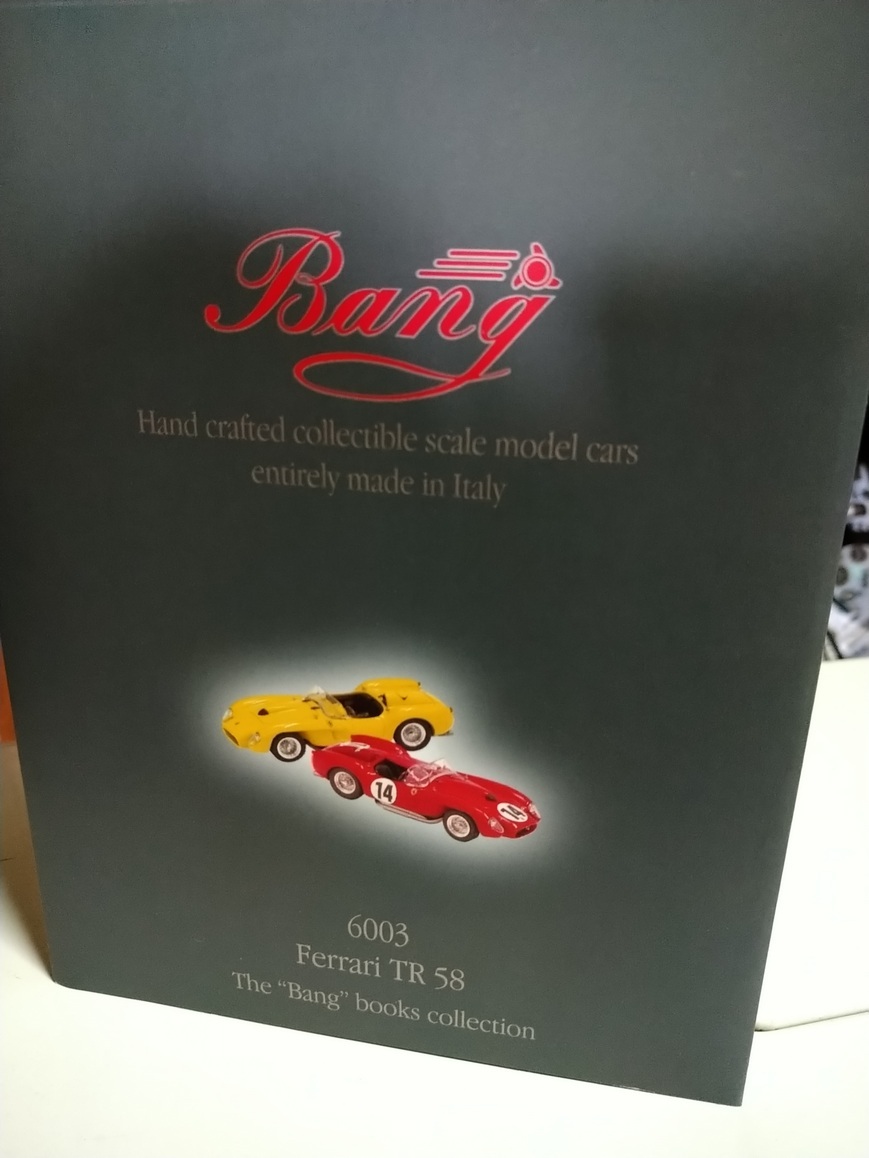 Bang
Hand crafted collectible scale model cars
entirely made in Italy
14
14
6003
Ferrari TR 58
The “Bang” books collection